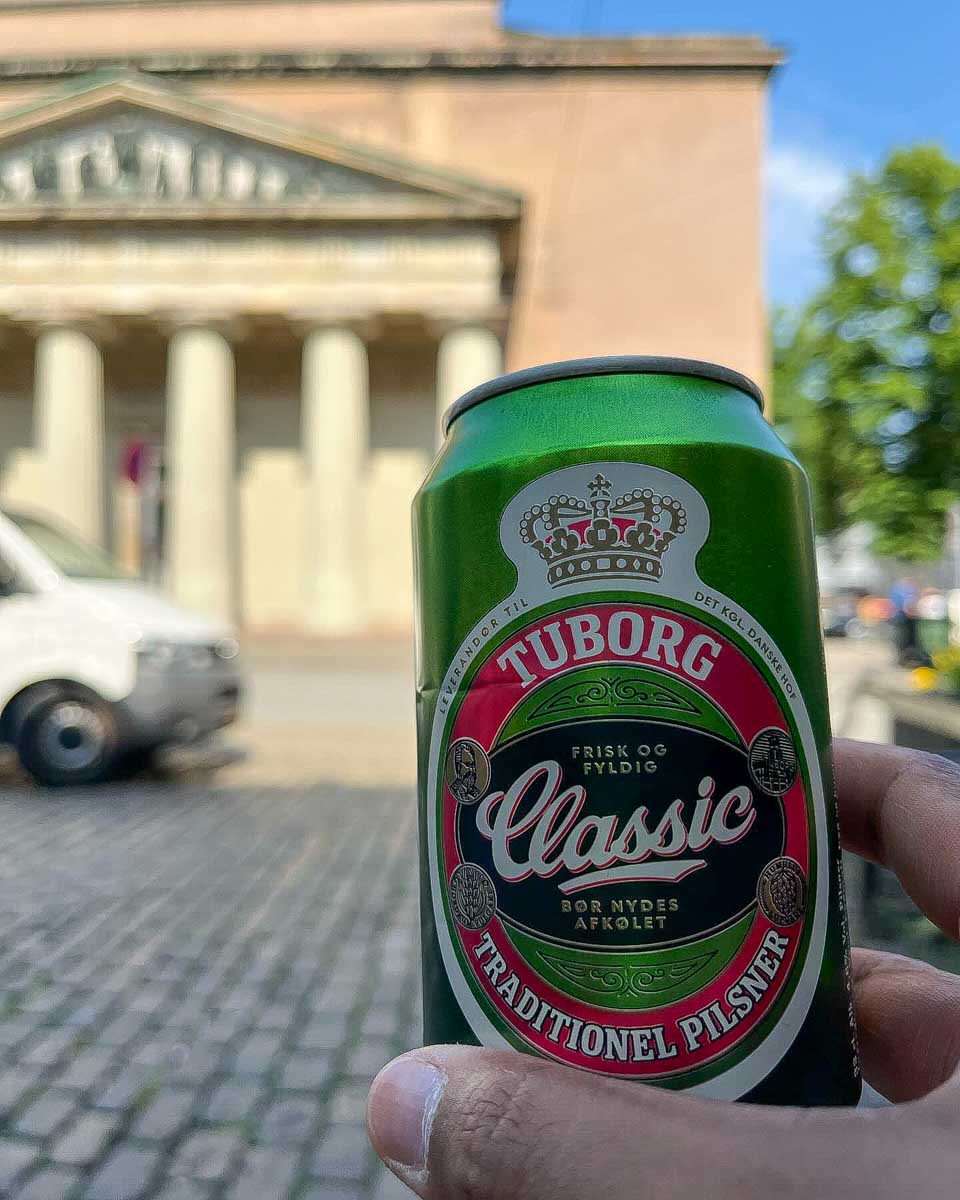 LEVERANDØR TIL
DET KGL. DANSKE HOF
TUBORG
FRISK OG
FYLDIG
Classic
BØR NYDES
AFKØLET
TRADITIONEL PILSNER